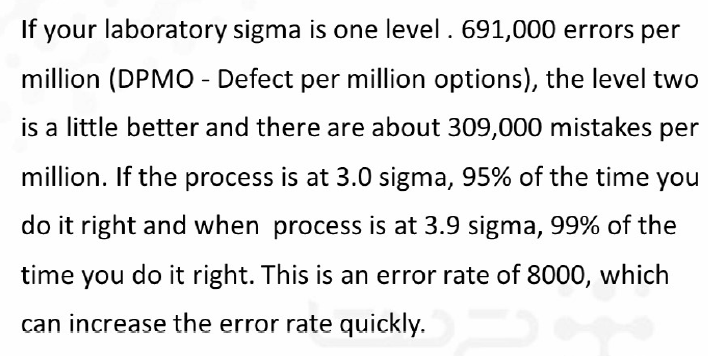 If your laboratory sigma is one level . 691,000 errors per
million (DPMO - Defect per million options), the level two
is a little better and there are about 309,000 mistakes per
million. If the process is at 3.0 sigma, 95% of the time you
do it right and when  process is at 3.9 sigma, 99% of the
time you do it right. This is an error rate of 8000, which
can increase the error rate quickly.